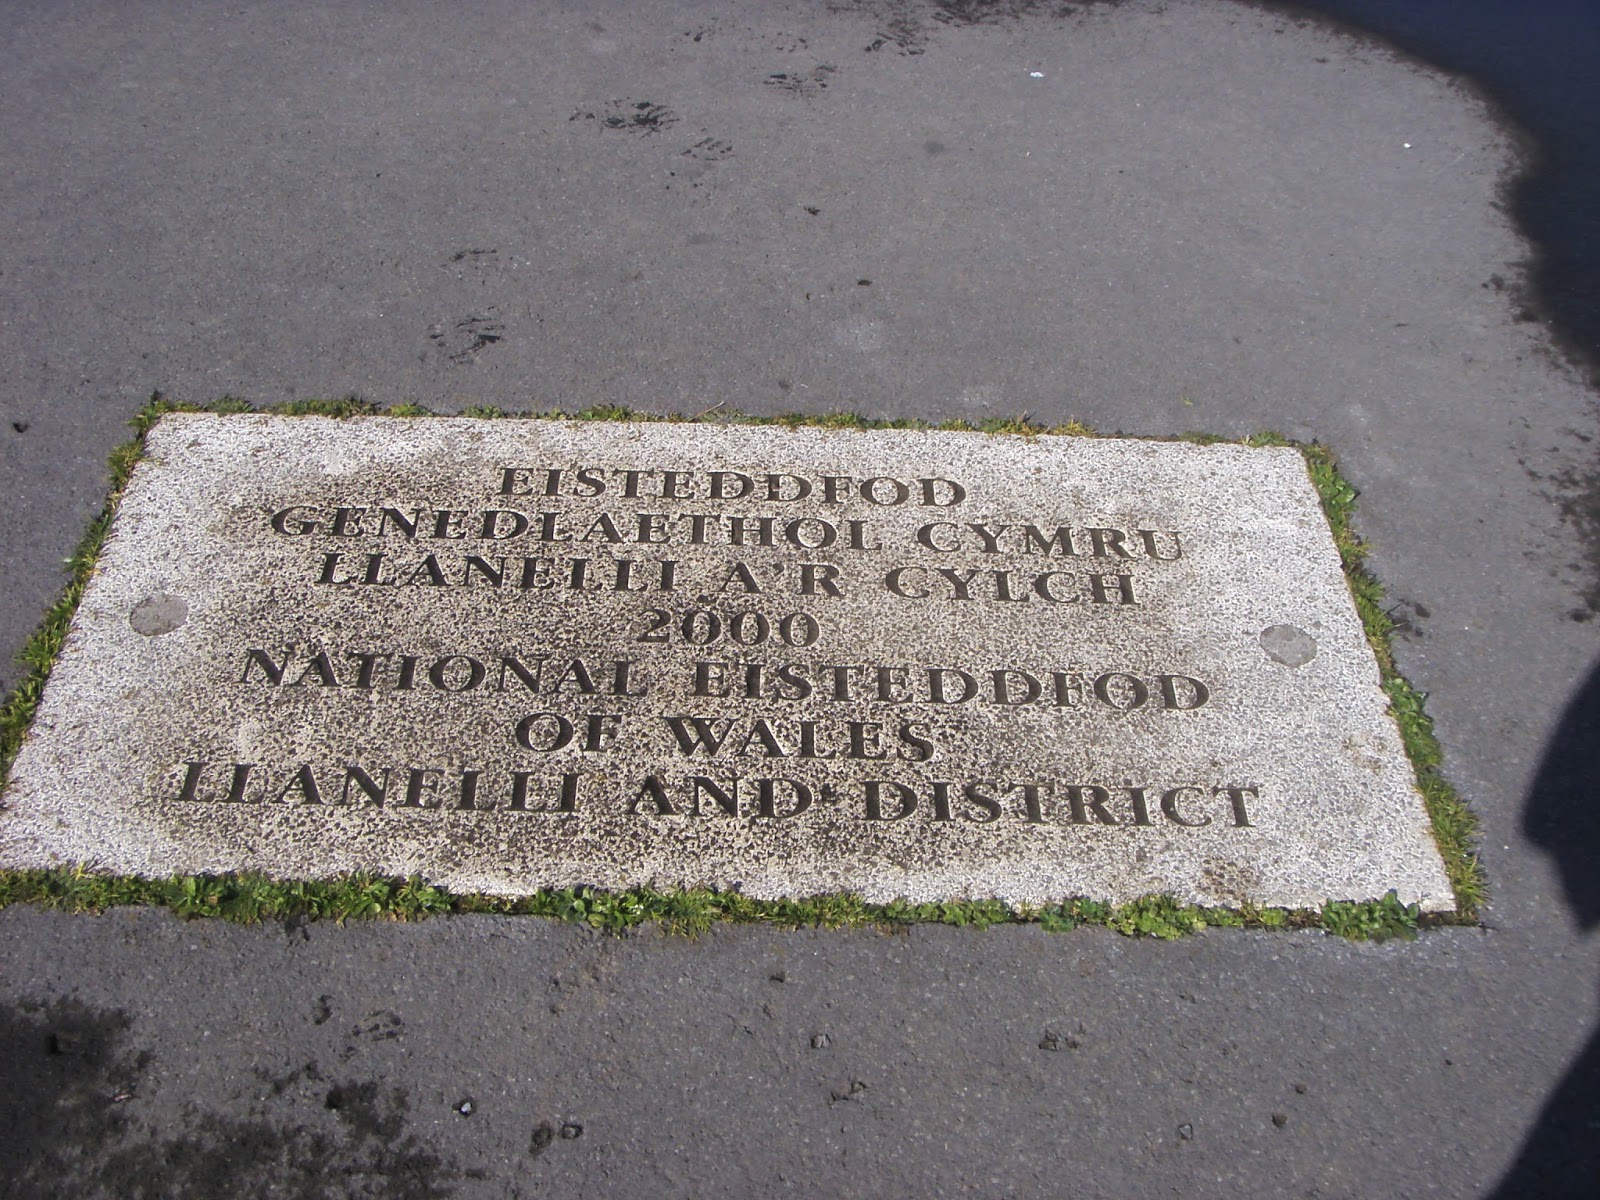 EISTEDDFOD
GENEDLAETHOL CYMRU
LLANELLI A'R CYLCH
2000
NATIONAL EISTEDDFOD
OF WALES
LLANELLI AND DISTRICT